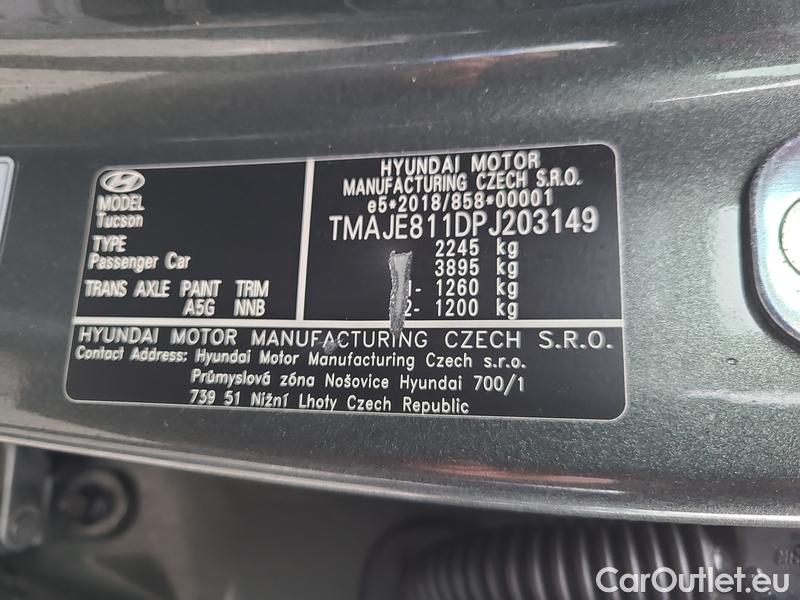 HYUNDAI MOTOR
MANUFACTURING CZECH S.R.O.
e5*2018/858*00001
TMAJE811DPJ203149
2245 kg
3895 kg
1- 1260 kg
2- 1200 kg
MODEL
Tucson
TYPE
Passenger Car
TRANS AXLE PAINT TRIM
A5G NNB
HYUNDAI MOTOR MANUFACTURING CZECH S.R.O.
Contact Address: Hyundai Motor Manufacturing Czech s.r.o.
Průmyslová zóna Nošovice Hyundai 700/1
739 51 Nižní Lhoty Czech Republic
CarOutlet.eu